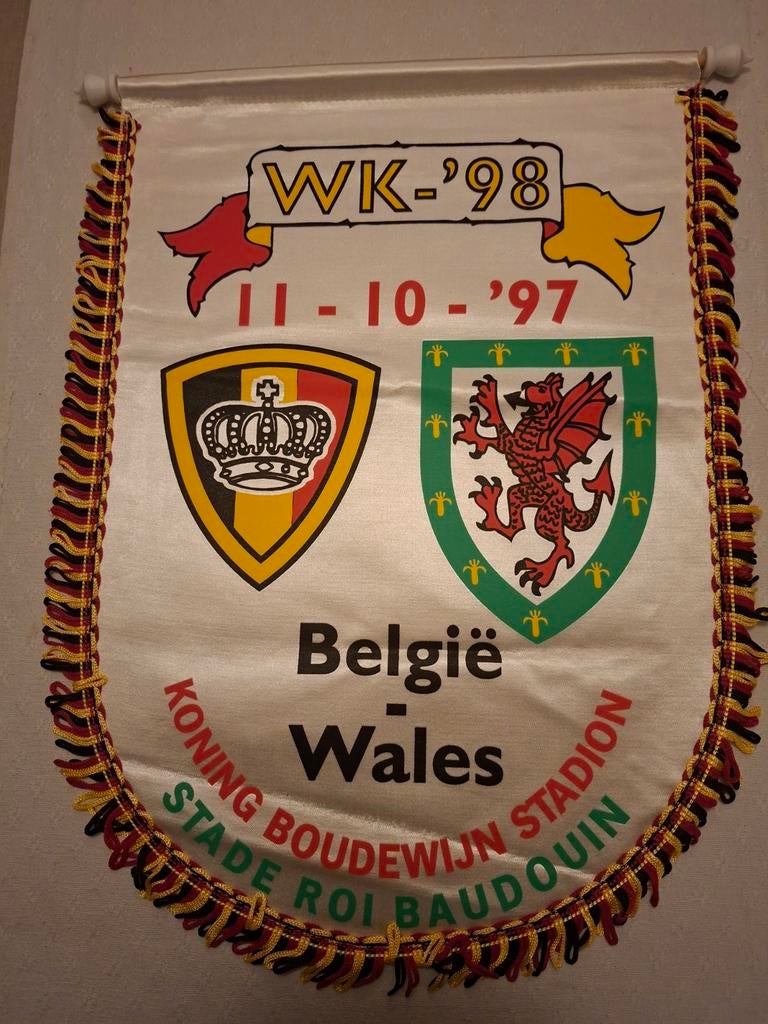 WK-'98
11 - 10 - '97
België
-
Wales
KONING BOUDEWIJN STADION
STADE ROI BAUDOUIN